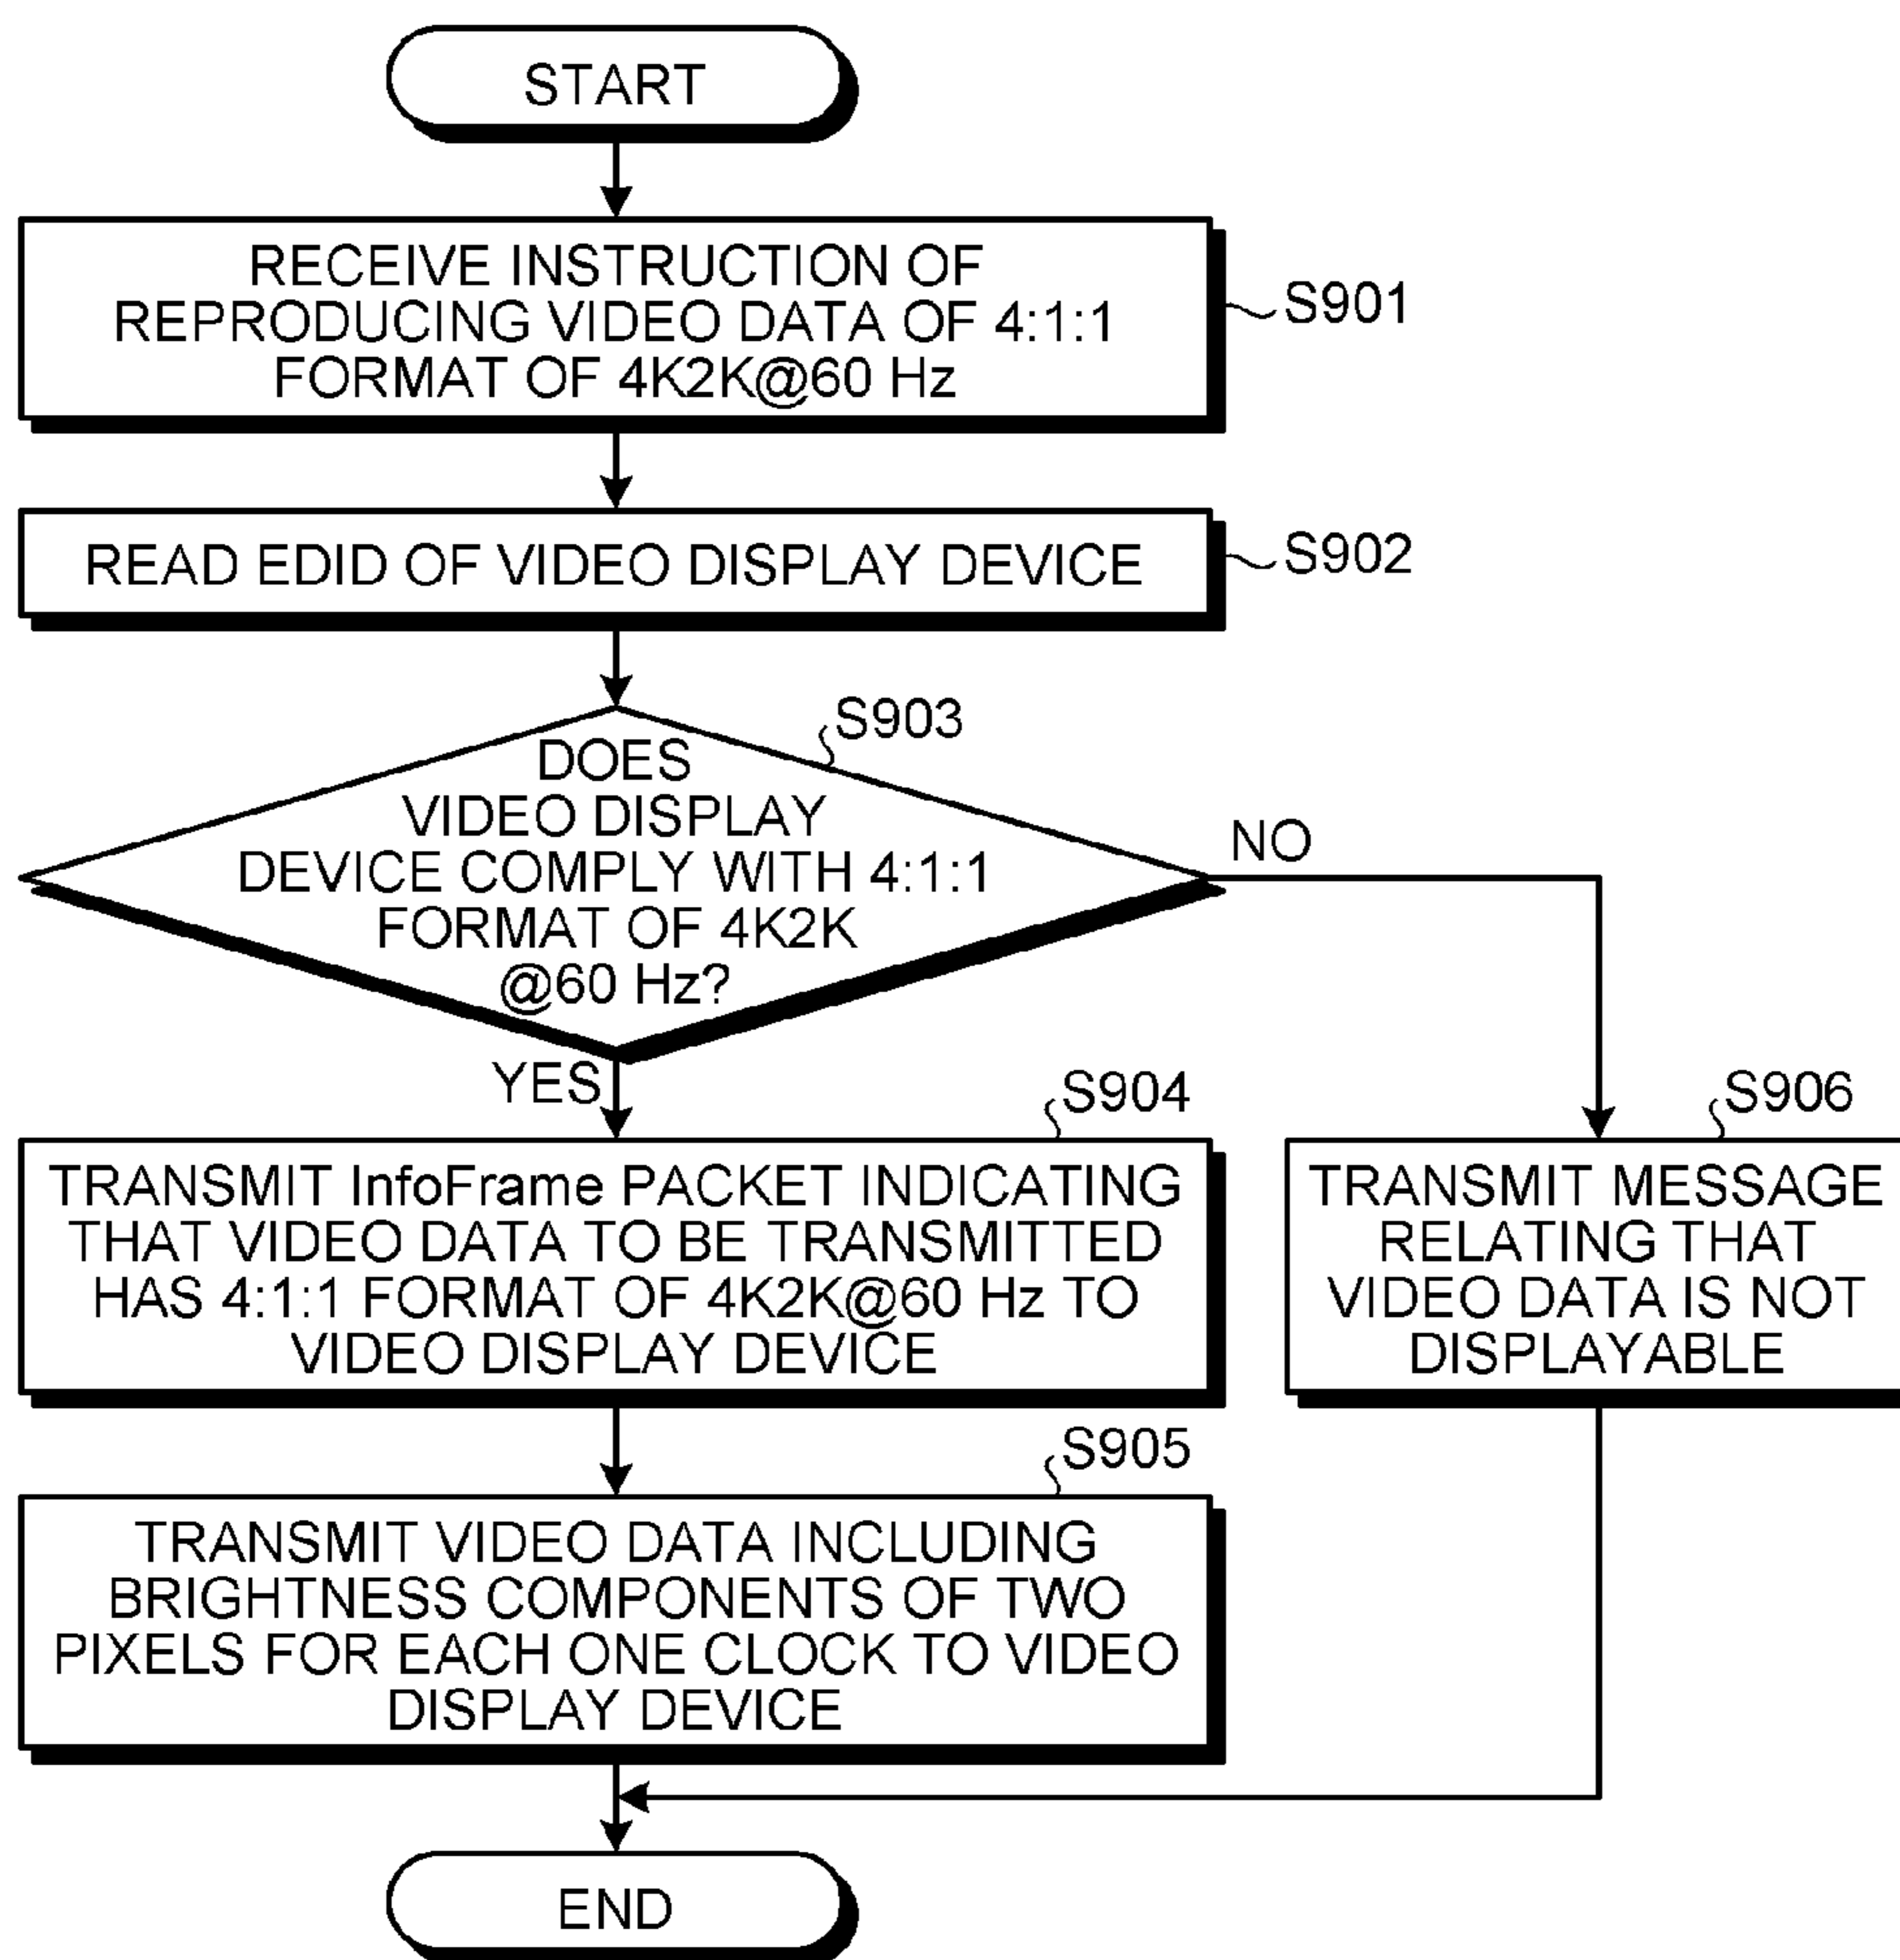 START
RECEIVE INSTRUCTION OF
REPRODUCING VIDEO DATA OF 4:1:1
FORMAT OF 4K2K@60 Hz
S901
READ EDID OF VIDEO DISPLAY DEVICE
S902
S903
DOES
VIDEO DISPLAY
DEVICE COMPLY WITH 4:1:1
FORMAT OF 4K2K
@60 Hz?
NO
YES
S904
TRANSMIT InfoFrame PACKET INDICATING
THAT VIDEO DATA TO BE TRANSMITTED
HAS 4:1:1 FORMAT OF 4K2K@60 Hz TO
VIDEO DISPLAY DEVICE
S906
TRANSMIT MESSAGE
RELATING THAT
VIDEO DATA IS NOT
DISPLAYABLE
S905
TRANSMIT VIDEO DATA INCLUDING
BRIGHTNESS COMPONENTS OF TWO
PIXELS FOR EACH ONE CLOCK TO VIDEO
DISPLAY DEVICE
END